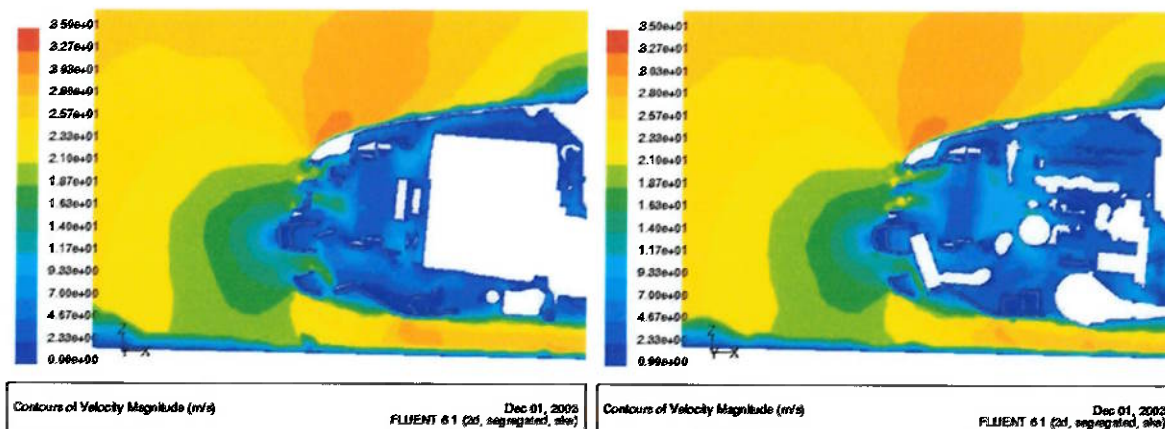 3.50e+01
3.27e+01
3.03e+01
2.80e+01
2.57e+01
2.33e+01
2.10e+01
1.87e+01
1.63e+01
1.40e+01
1.17e+01
9.33e+00
7.00e+00
4.67e+00
2.33e+00
0.00e+00
Z
Y X
Contours of Velocity Magnitude (m/s)
Dec 01, 2003
FLUENT 6.1 (2d, segregated, ske)
3.50e+01
3.27e+01
3.03e+01
2.80e+01
2.57e+01
2.33e+01
2.10e+01
1.87e+01
1.63e+01
1.40e+01
1.17e+01
9.33e+00
7.00e+00
4.67e+00
2.33e+00
0.00e+00
Z
Y X
Contours of Velocity Magnitude (m/s)
Dec 01, 2003
FLUENT 6.1 (2d, segregated, ske)